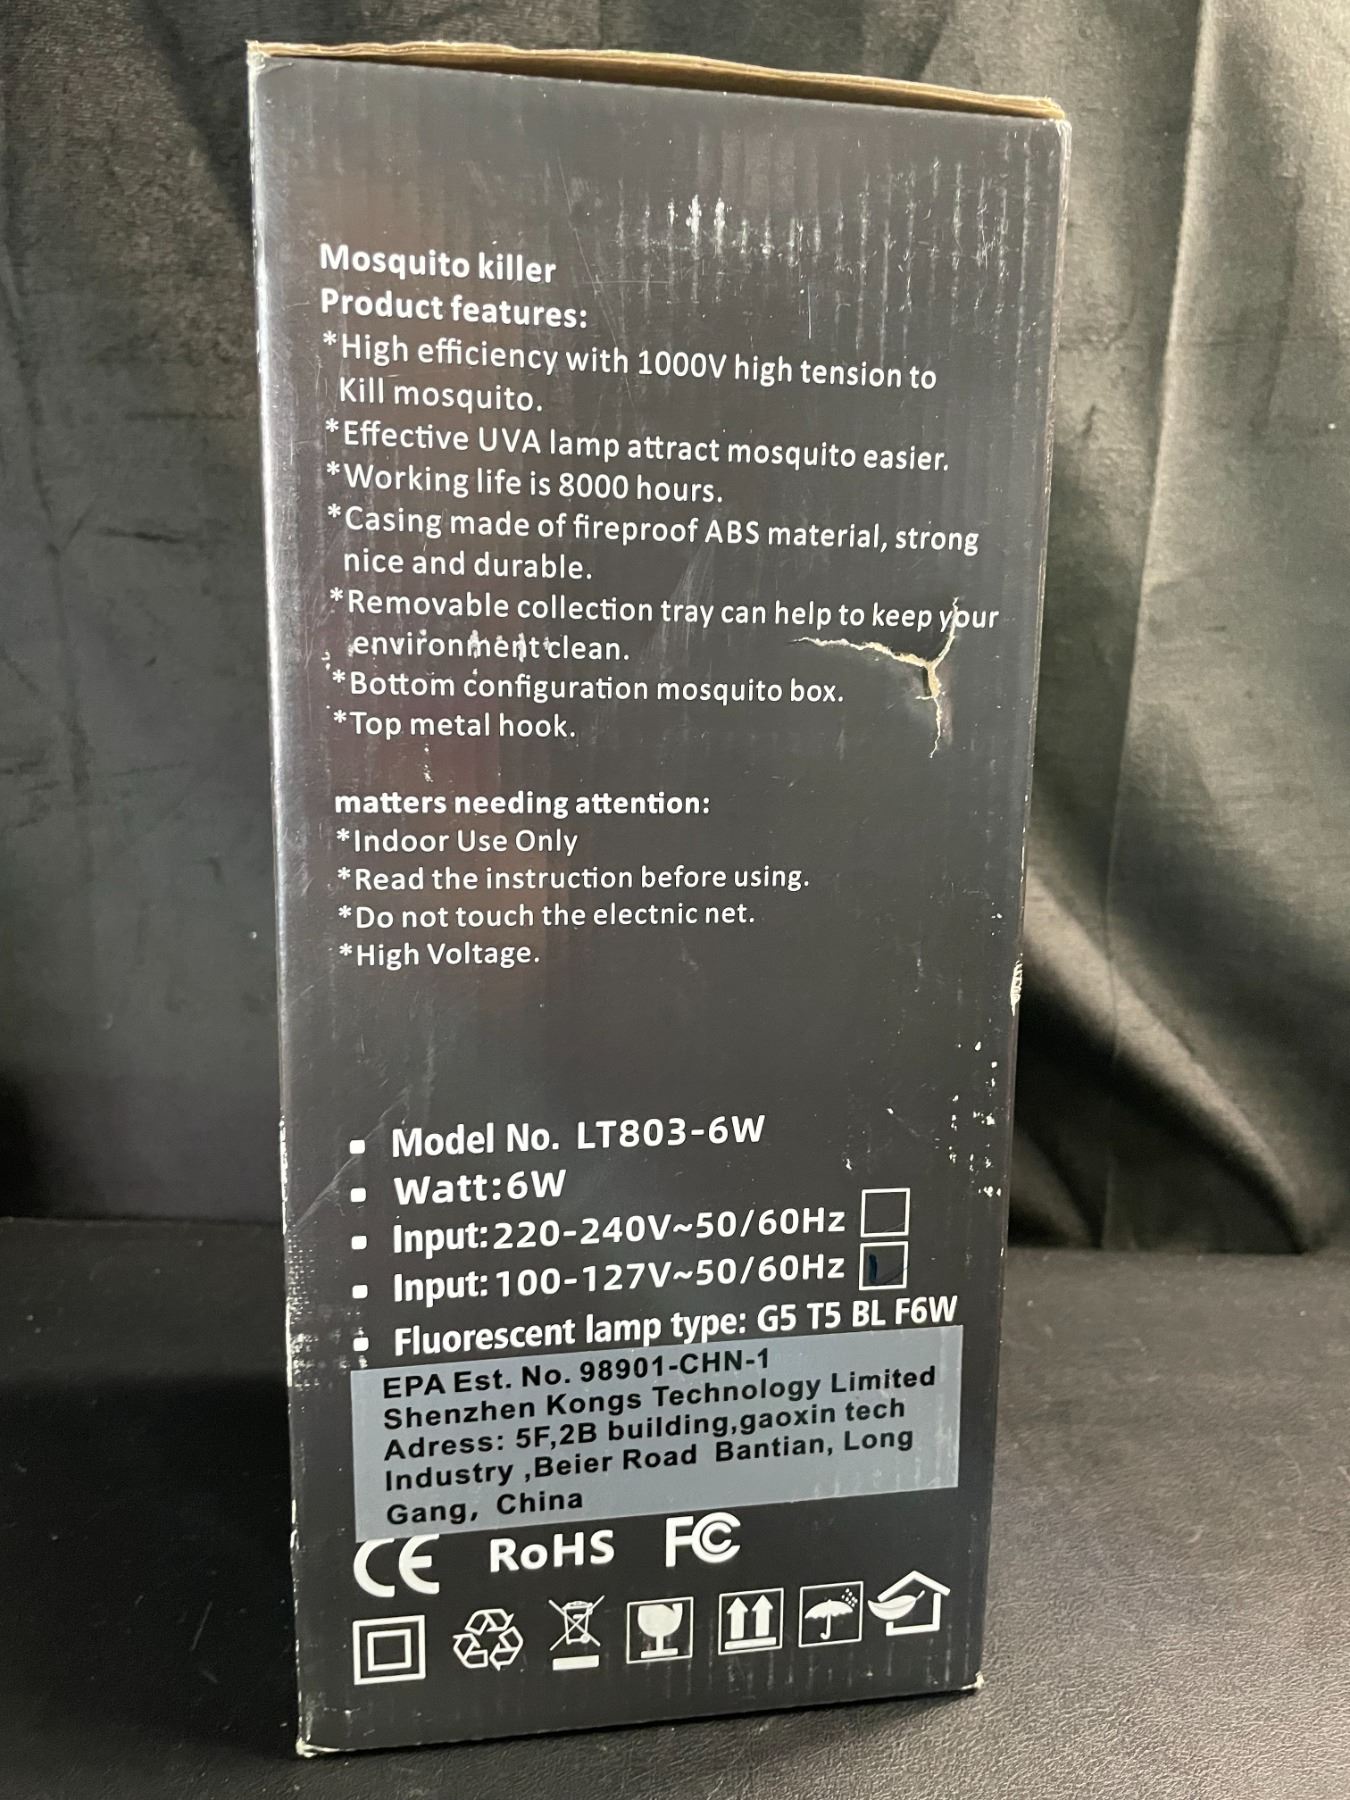 Mosquito killer
Product features:
*High efficiency with 1000V high tension to
Kill mosquito.
*Effective UVA lamp attract mosquito easier.
*Working life is 8000 hours.
*Casing made of fireproof ABS material, strong
nice and durable.
*Removable collection tray can help to keep your
environment clean.
*Bottom configuration mosquito box.
*Top metal hook.
matters needing attention:
*Indoor Use Only
*Read the instruction before using.
*Do not touch the electnic net.
*High Voltage.
▪ Model No. LT803-6W
▪ Watt:6W
▪ Input:220-240V~50/60Hz
▪ Input:100-127V~50/60Hz
▪ Fluorescent lamp type: G5 T5 BL F6W
EPA Est. No. 98901-CHN-1
Shenzhen Kongs Technology Limited
Adress: 5F,2B building,gaoxin tech
Industry ,Beier Road Bantian, Long
Gang, China
CE RoHS FC